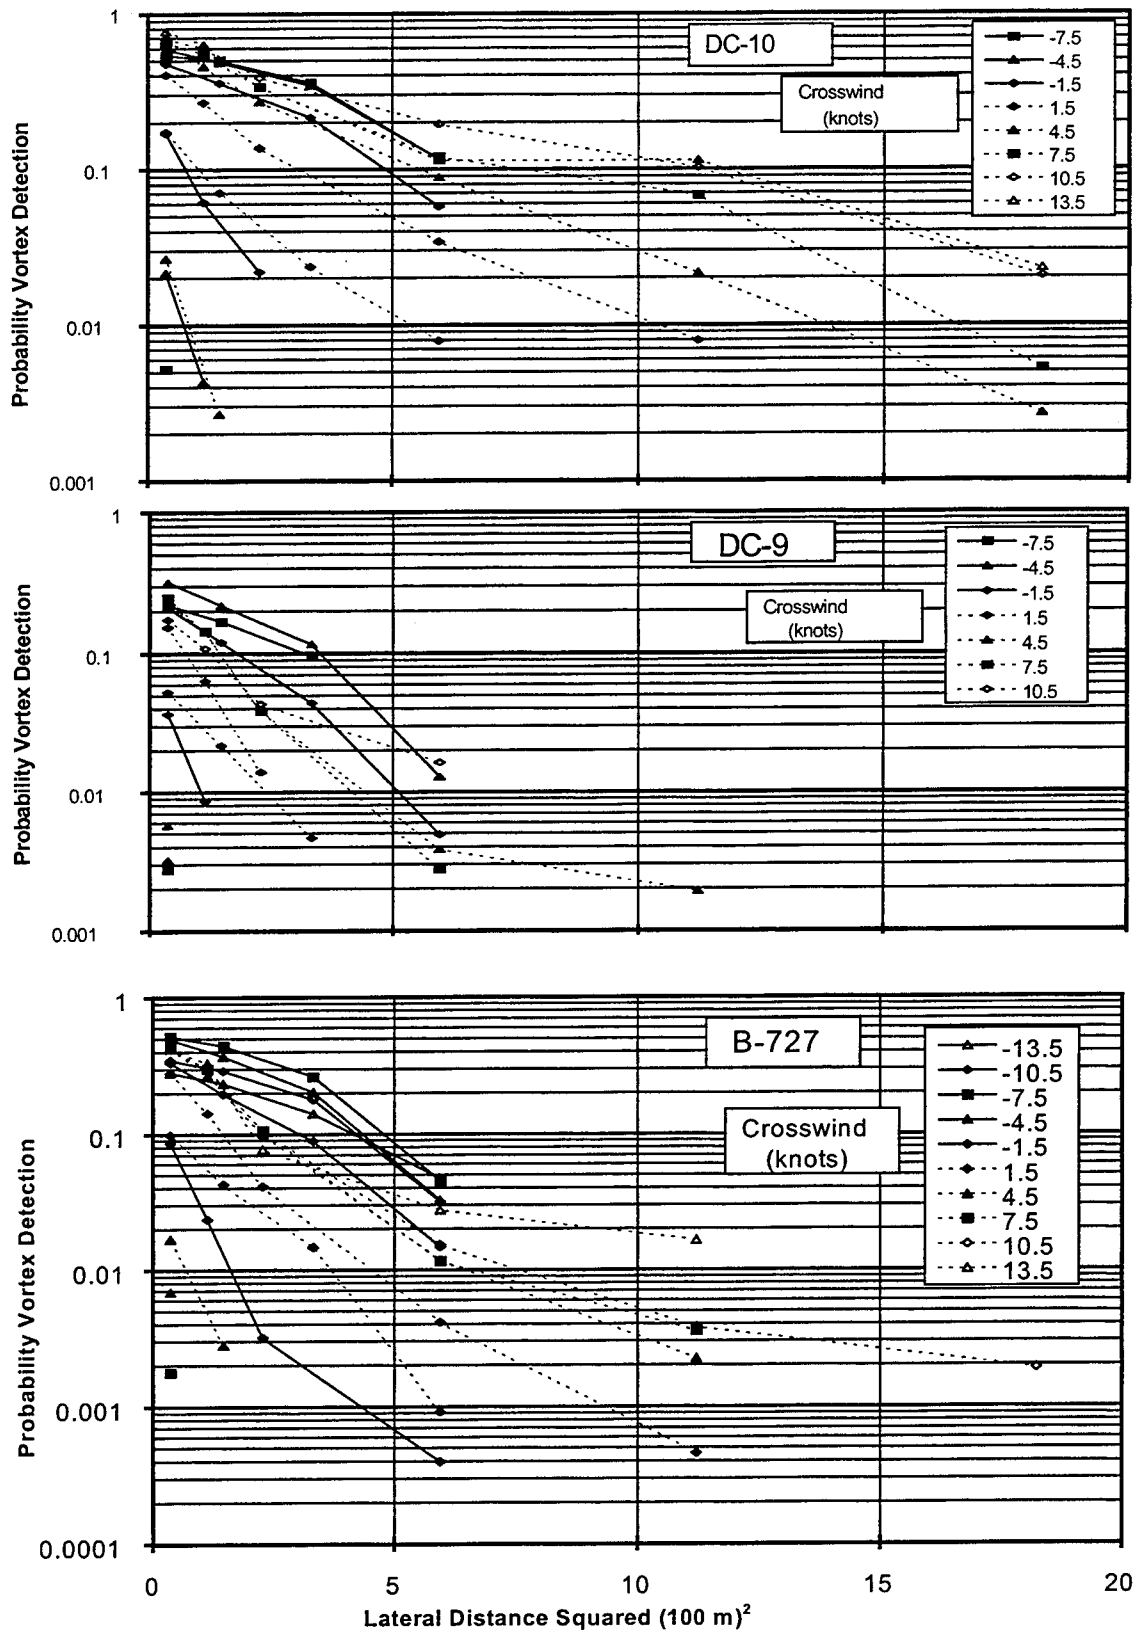 1
DC-10
Crosswind
(knots)
-7.5
-4.5
-1.5
1.5
4.5
7.5
10.5
13.5
0.1
0.01
0.001
Probability Vortex Detection
1
DC-9
Crosswind
(knots)
-7.5
-4.5
-1.5
1.5
4.5
7.5
10.5
0.1
0.01
0.001
Probability Vortex Detection
1
B-727
Crosswind
(knots)
-13.5
-10.5
-7.5
-4.5
-1.5
1.5
4.5
7.5
10.5
13.5
0.1
0.01
0.001
0.0001
Probability Vortex Detection
0 5 10 15 20
Lateral Distance Squared (100 m)²